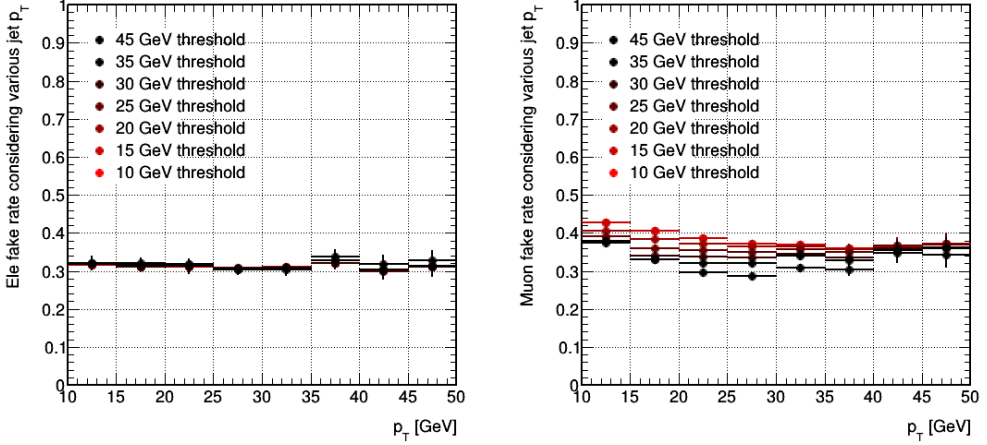 Ele fake rate considering various jet p_T
1
0.9
0.8
0.7
0.6
0.5
0.4
0.3
0.2
0.1
0
45 GeV threshold
35 GeV threshold
30 GeV threshold
25 GeV threshold
20 GeV threshold
15 GeV threshold
10 GeV threshold
10 15 20 25 30 35 40 45 50
p_T [GeV]
Muon fake rate considering various jet p_T
1
0.9
0.8
0.7
0.6
0.5
0.4
0.3
0.2
0.1
0
45 GeV threshold
35 GeV threshold
30 GeV threshold
25 GeV threshold
20 GeV threshold
15 GeV threshold
10 GeV threshold
10 15 20 25 30 35 40 45 50
p_T [GeV]